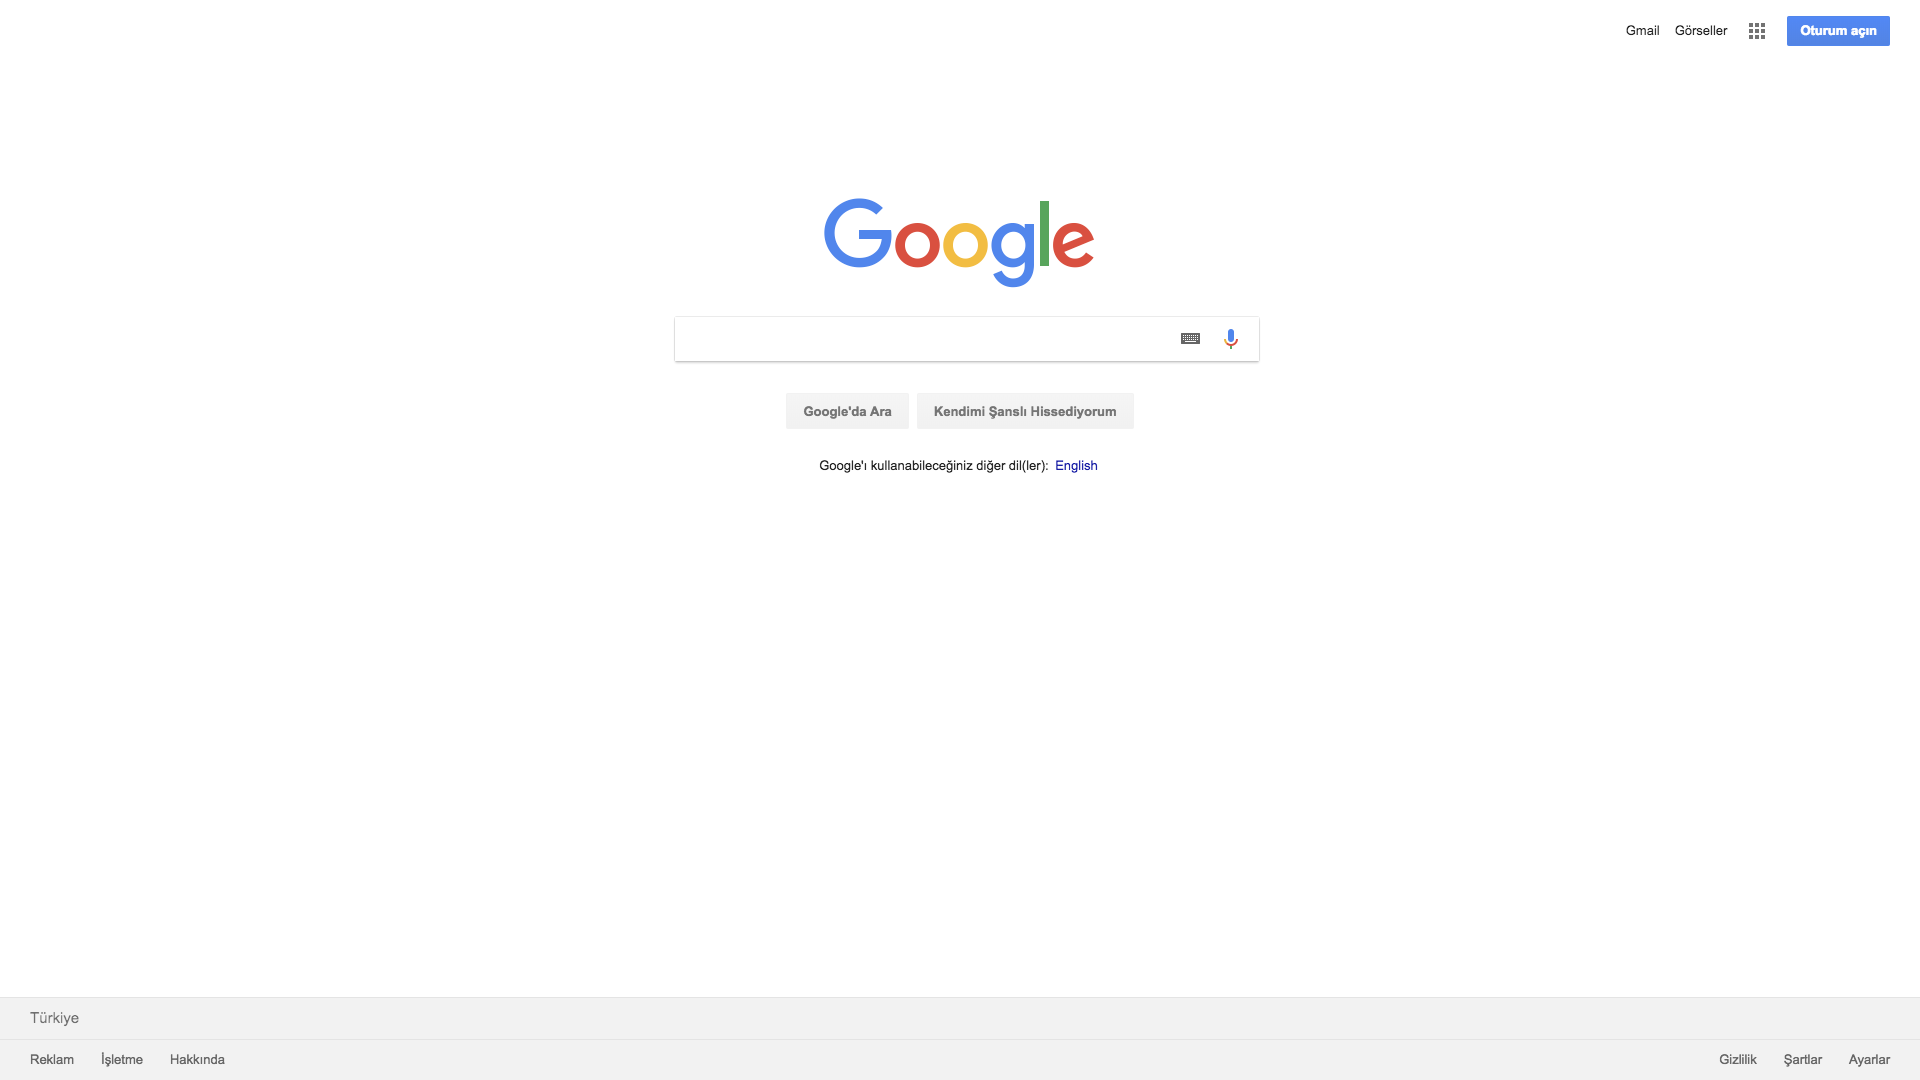 Gmail Görseller Oturum açın
Google
Google'da Ara Kendimi Şanslı Hissediyorum
Google'ı kullanabileceğiniz diğer dil(ler): English
Türkiye
Reklam İşletme Hakkında Gizlilik Şartlar Ayarlar